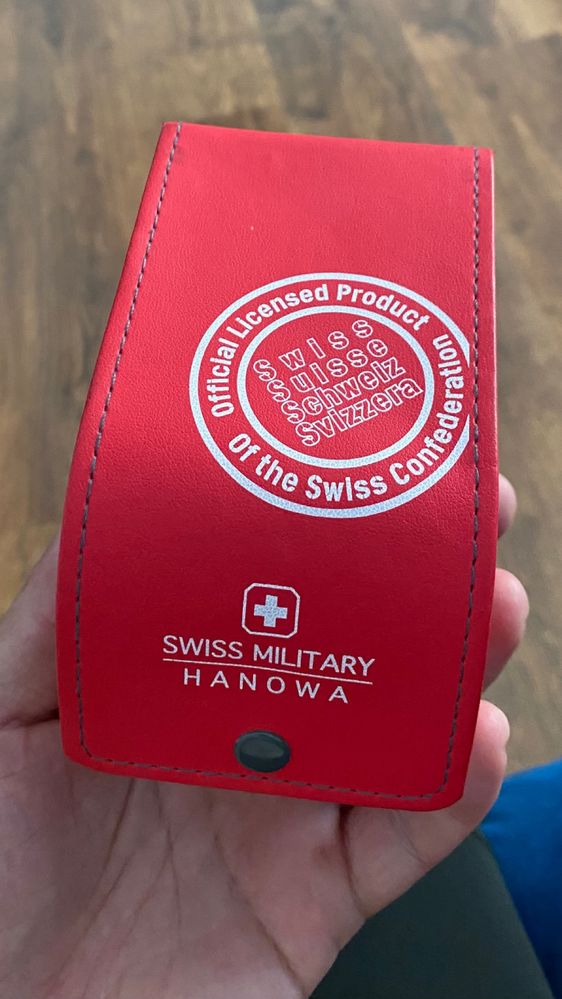 Official Licensed Product
Swiss
Suisse
Schweiz
Svizzera
Of the Swiss Confederation
SWISS MILITARY
HANOWA